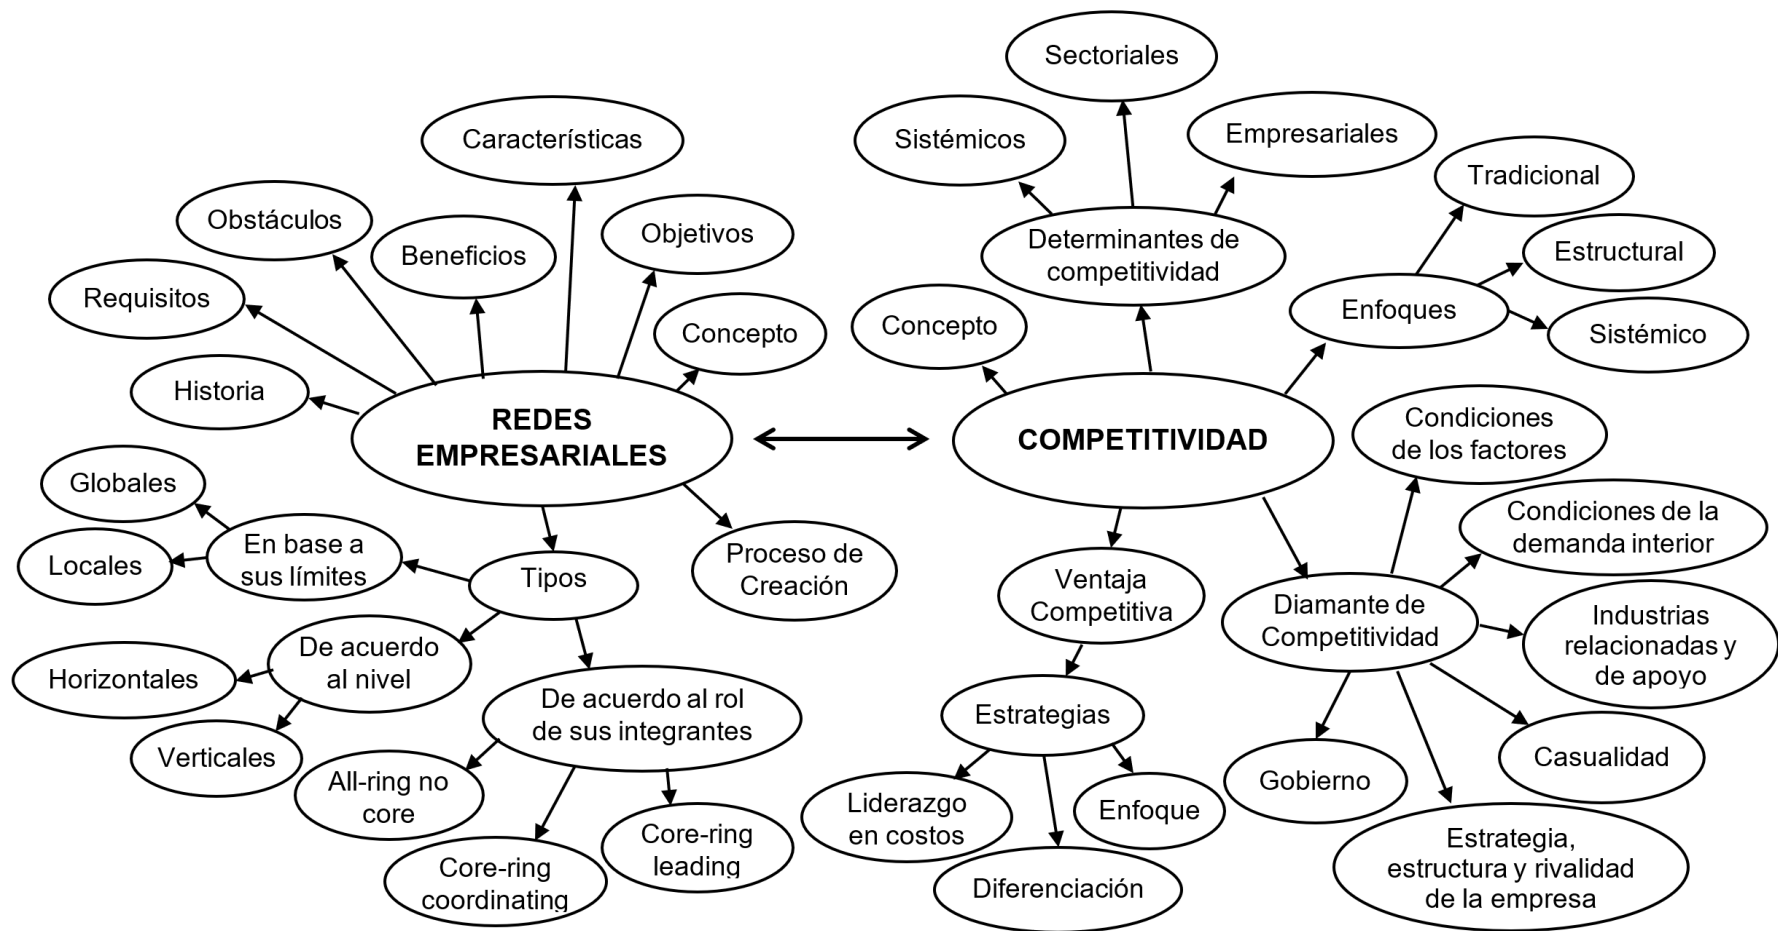 Sectoriales
Sistémicos
Empresariales
Características
Tradicional
Obstáculos
Objetivos
Determinantes de
competitividad
Beneficios
Estructural
Requisitos
Enfoques
Concepto
Concepto
Sistémico
Historia
REDES
EMPRESARIALES
COMPETITIVIDAD
Condiciones
de los factores
Globales
En base a
sus límites
Locales
Tipos
Proceso de
Creación
Ventaja
Competitiva
Condiciones de la
demanda interior
Diamante de
Competitividad
Industrias
relacionadas y
de apoyo
De acuerdo
al nivel
Horizontales
Verticales
De acuerdo al rol
de sus integrantes
Estrategias
Casualidad
Gobierno
All-ring no
core
Core-ring
leading
Core-ring
coordinating
Liderazgo
en costos
Enfoque
Diferenciación
Estrategia,
estructura y rivalidad
de la empresa